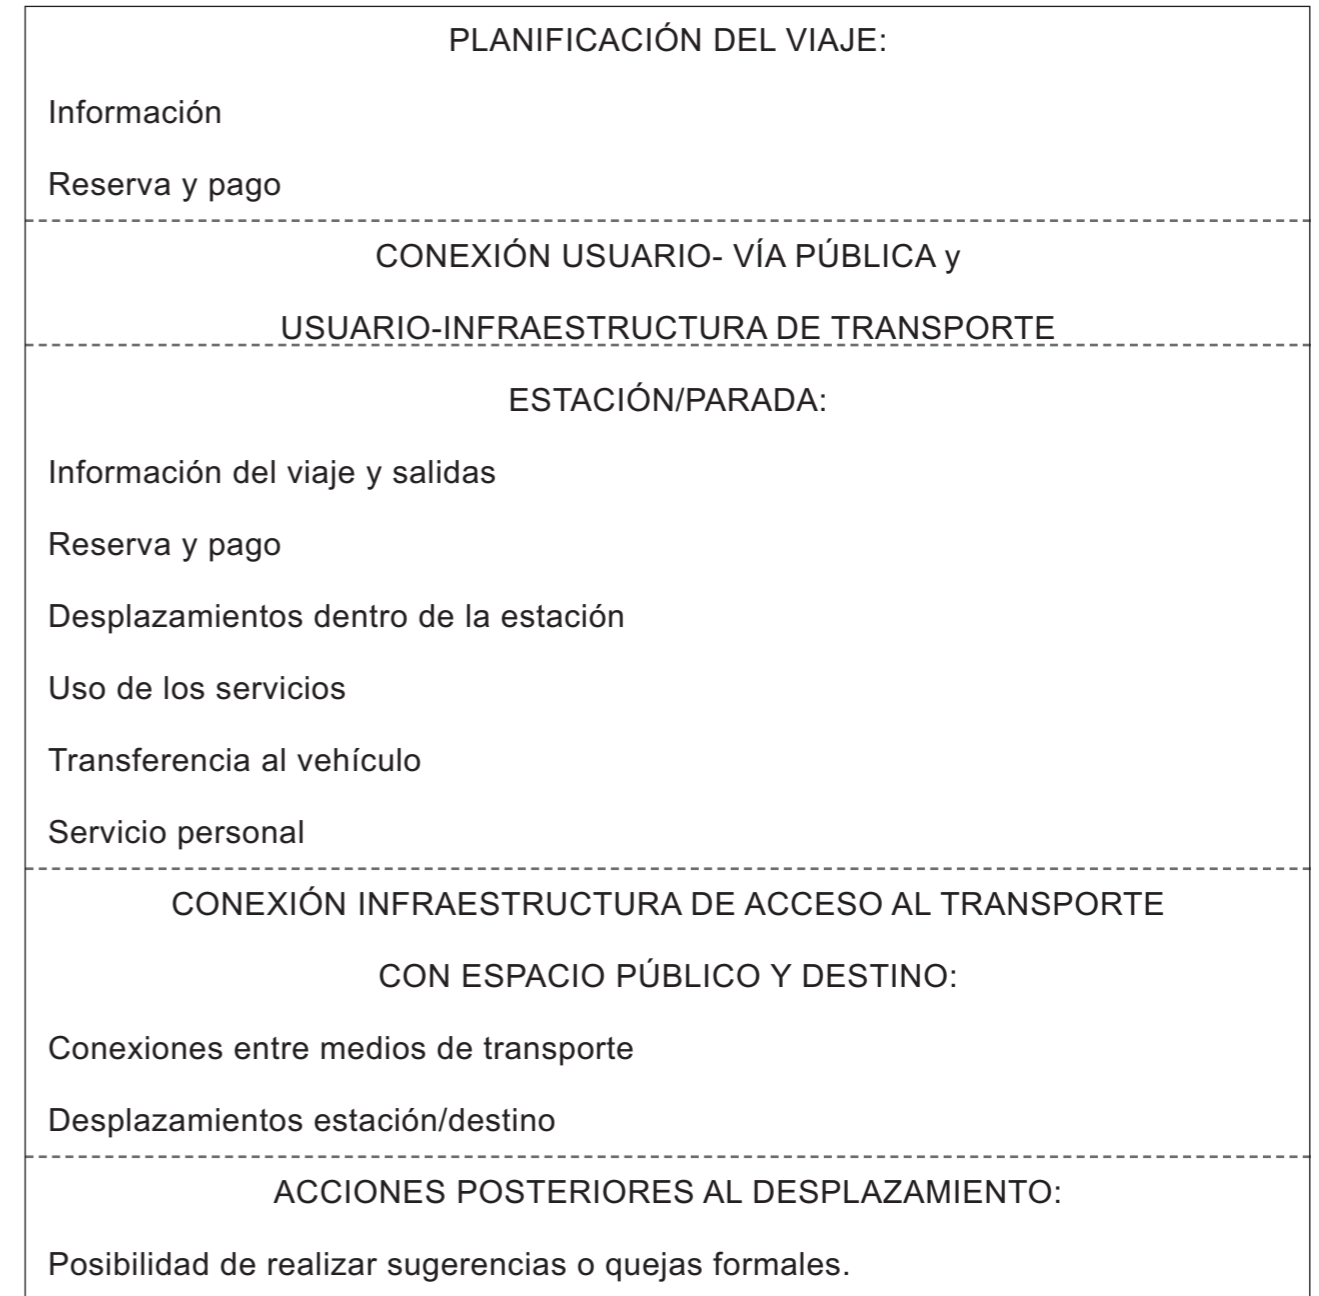 PLANIFICACIÓN DEL VIAJE:
Información
Reserva y pago
CONEXIÓN USUARIO- VÍA PÚBLICA y
USUARIO-INFRAESTRUCTURA DE TRANSPORTE
ESTACIÓN/PARADA:
Información del viaje y salidas
Reserva y pago
Desplazamientos dentro de la estación
Uso de los servicios
Transferencia al vehículo
Servicio personal
CONEXIÓN INFRAESTRUCTURA DE ACCESO AL TRANSPORTE
CON ESPACIO PÚBLICO Y DESTINO:
Conexiones entre medios de transporte
Desplazamientos estación/destino
ACCIONES POSTERIORES AL DESPLAZAMIENTO:
Posibilidad de realizar sugerencias o quejas formales.